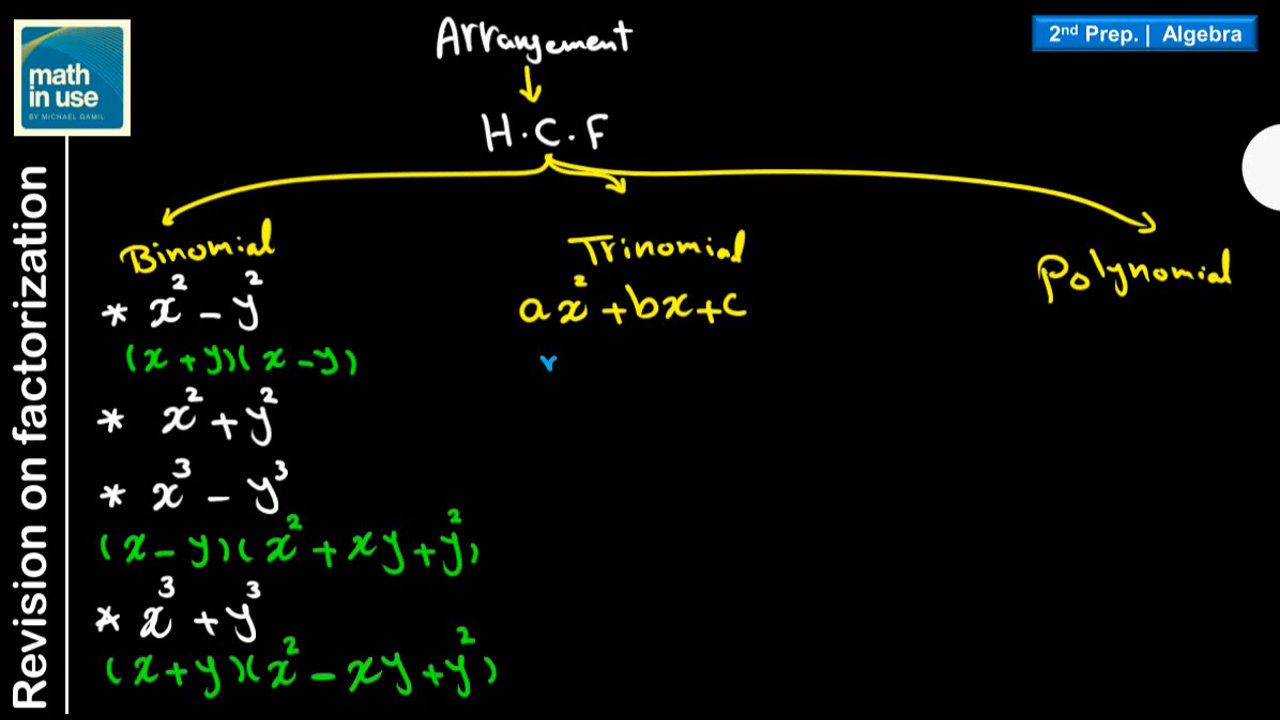 math
in use
BY MICHAEL GAMIL
2nd Prep. | Algebra
Revision on factorization
Arrangement
↓
H.C.F
Binomial
* x² - y²
(x + y)(x - y)
* x² + y²
* x³ - y³
(x - y)(x² + xy + y²)
* x³ + y³
(x + y)(x² - xy + y²)
Trinomial
ax² + bx + c
Polynomial